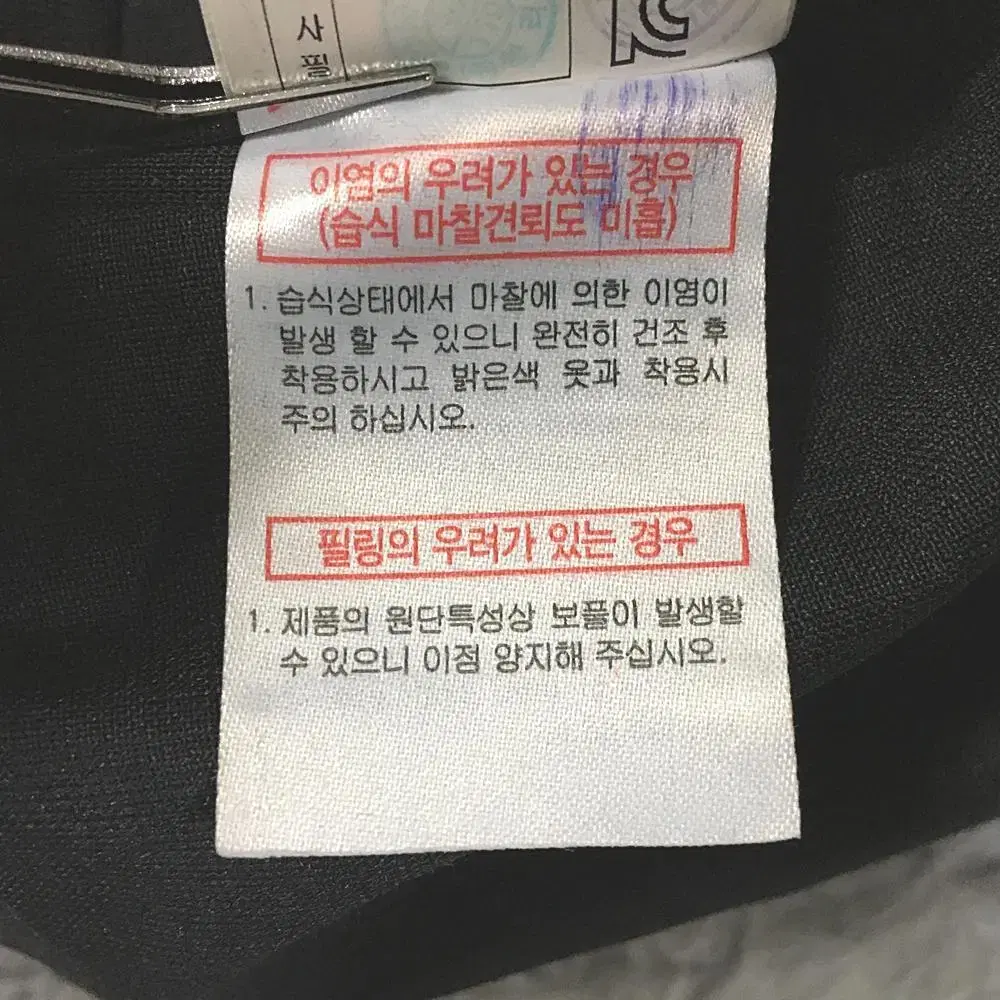 사
필
이염의 우려가 있는 경우
(습식 마찰견뢰도 미흡)
1. 습식상태에서 마찰에 의한 이염이
발생 할 수 있으니 완전히 건조 후
착용하시고 밝은색 옷과 착용시
주의 하십시오.
필링의 우려가 있는 경우
1. 제품의 원단특성상 보플이 발생할
수 있으니 이점 양지해 주십시오.